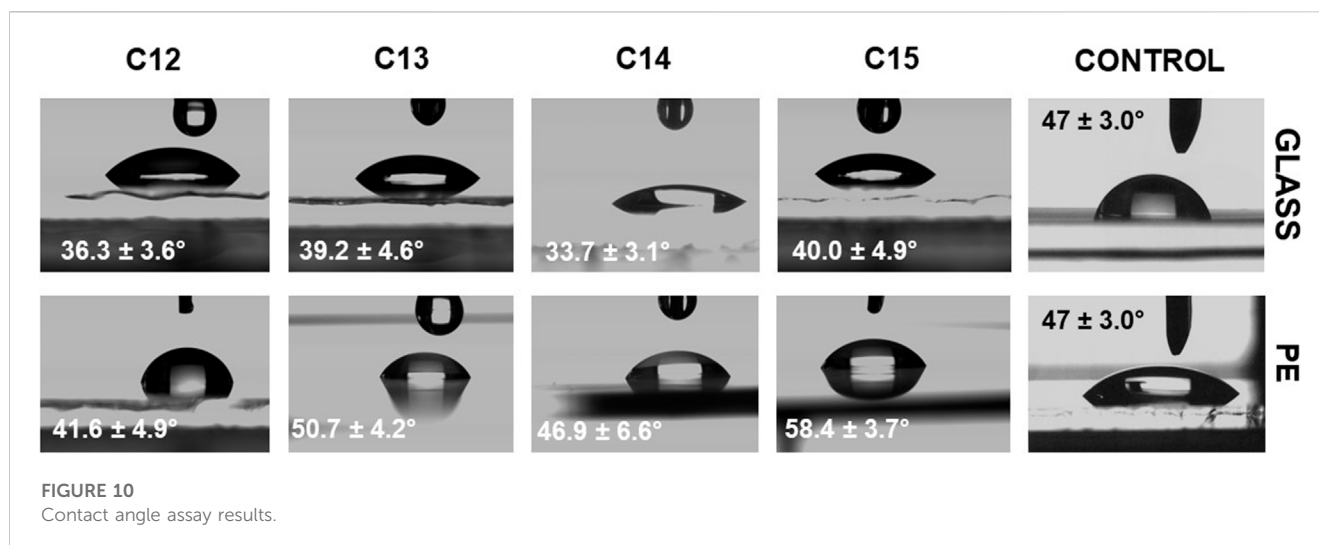 C12 C13 C14 C15 CONTROL
36.3 ± 3.6° 39.2 ± 4.6° 33.7 ± 3.1° 40.0 ± 4.9° 47 ± 3.0° GLASS
41.6 ± 4.9° 50.7 ± 4.2° 46.9 ± 6.6° 58.4 ± 3.7° 47 ± 3.0° PE
FIGURE 10
Contact angle assay results.